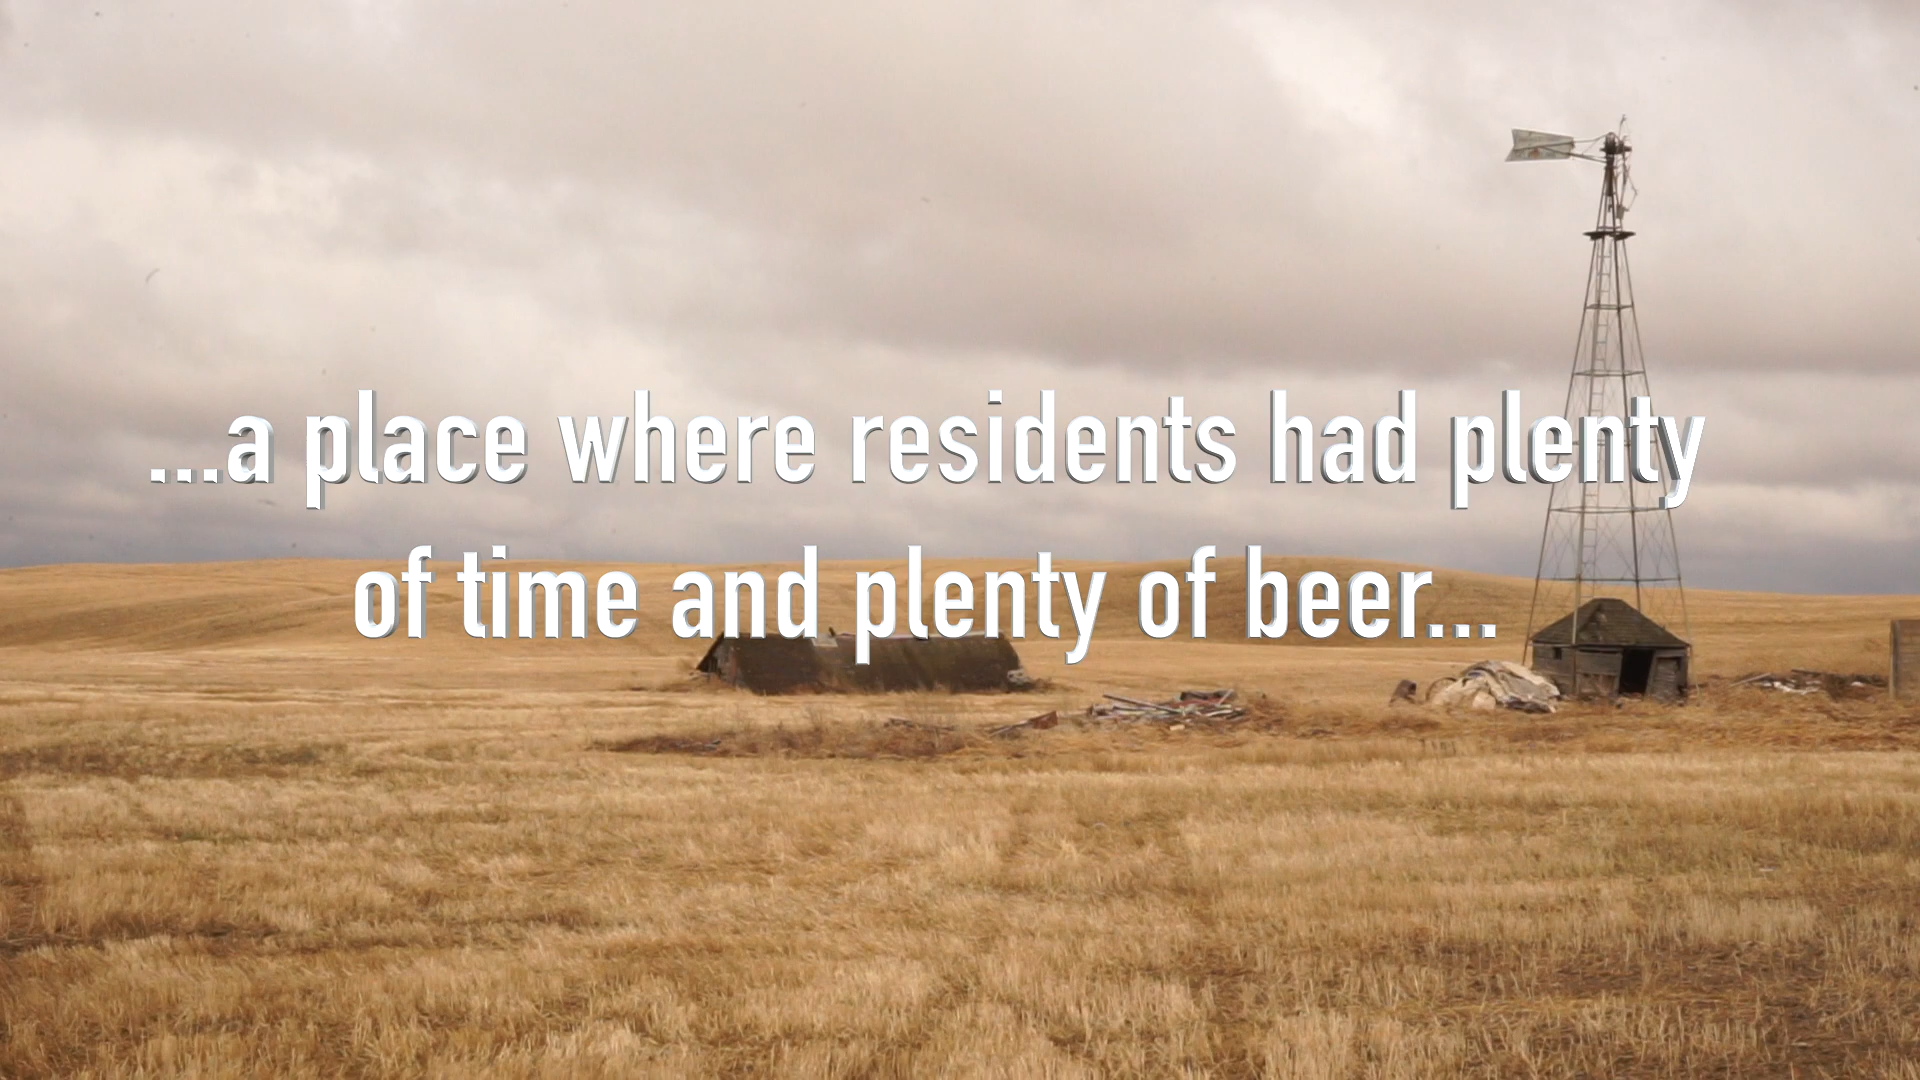 ...a place where residents had plenty
of time and plenty of beer...